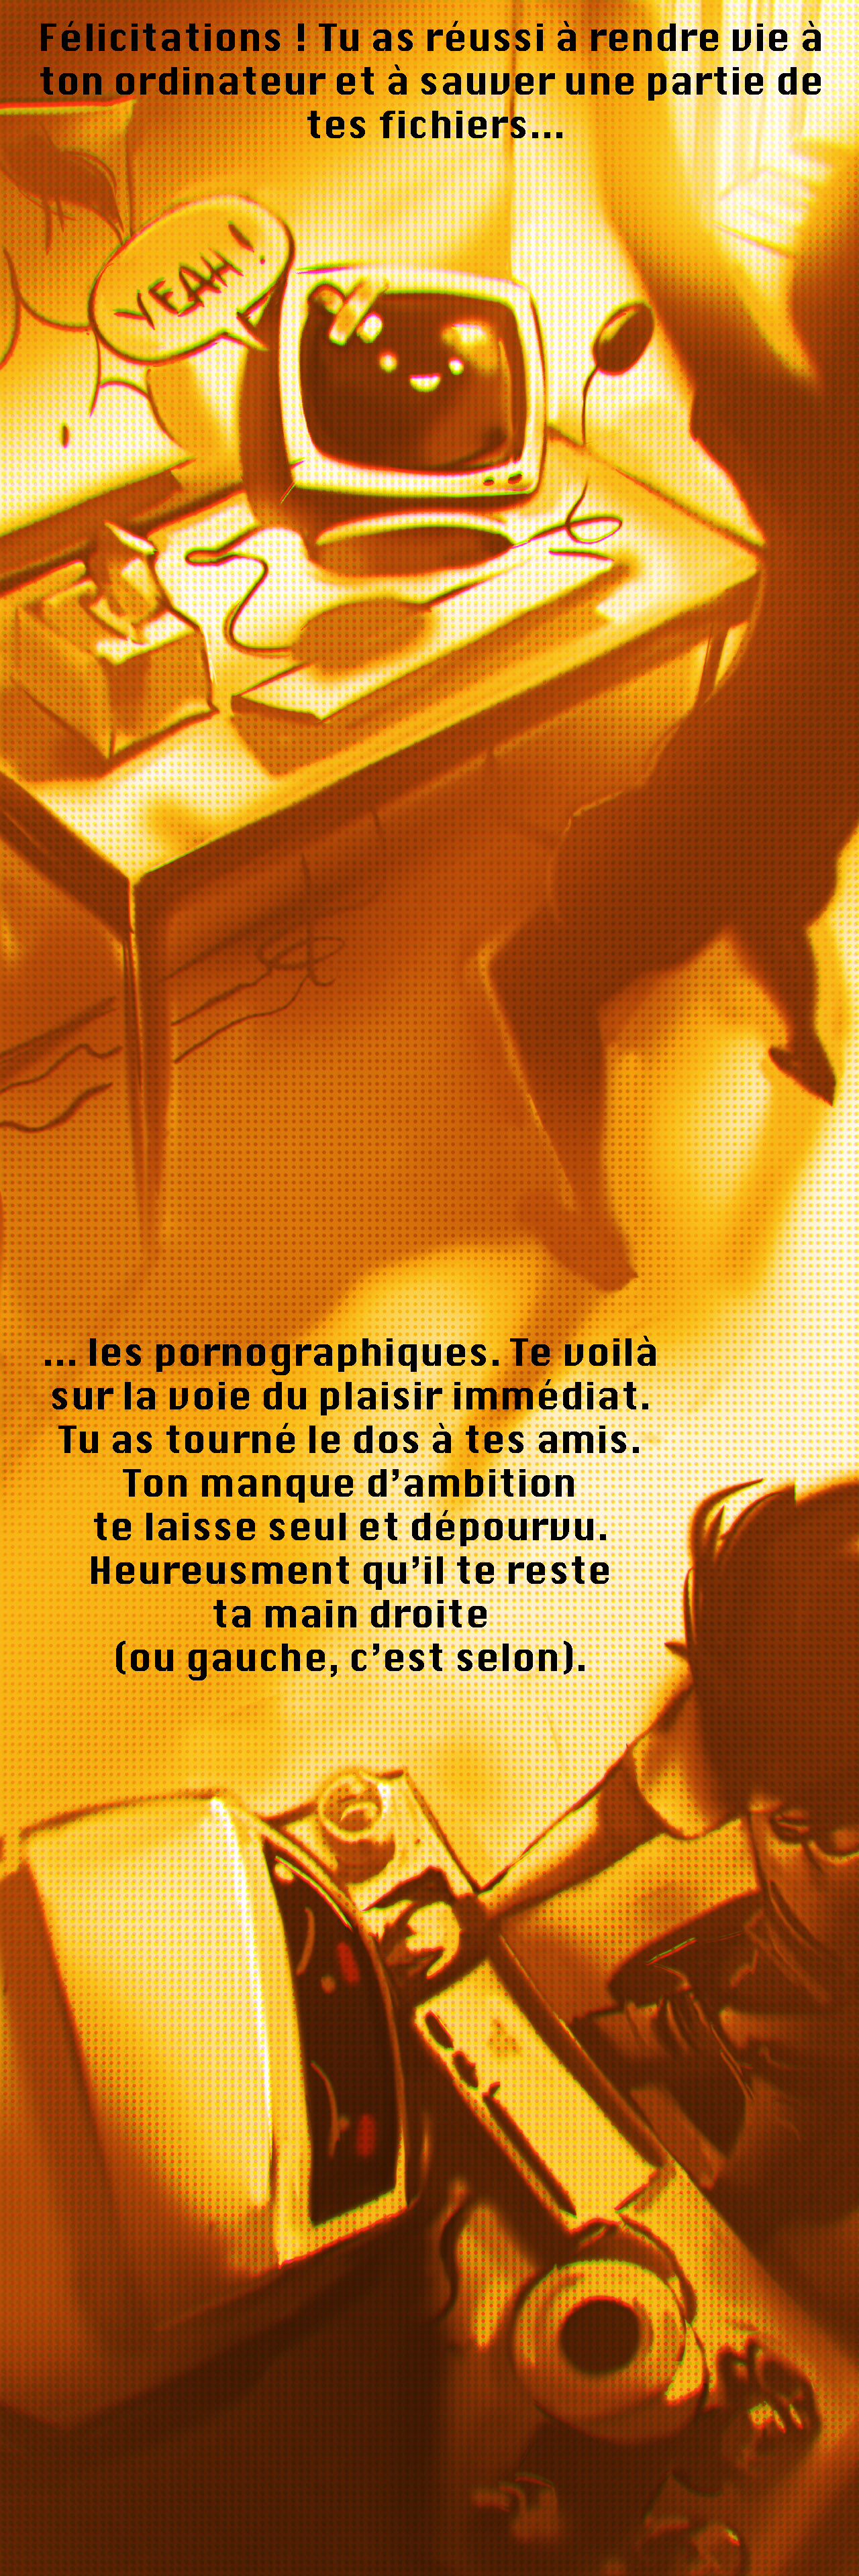 Félicitations ! Tu as réussi à rendre vie à
ton ordinateur et à sauver une partie de
tes fichiers...
YEAH !
... les pornographiques. Te voilà
sur la voie du plaisir immédiat.
Tu as tourné le dos à tes amis.
Ton manque d’ambition
te laisse seul et dépourvu.
Heureusment qu’il te reste
ta main droite
(ou gauche, c’est selon).